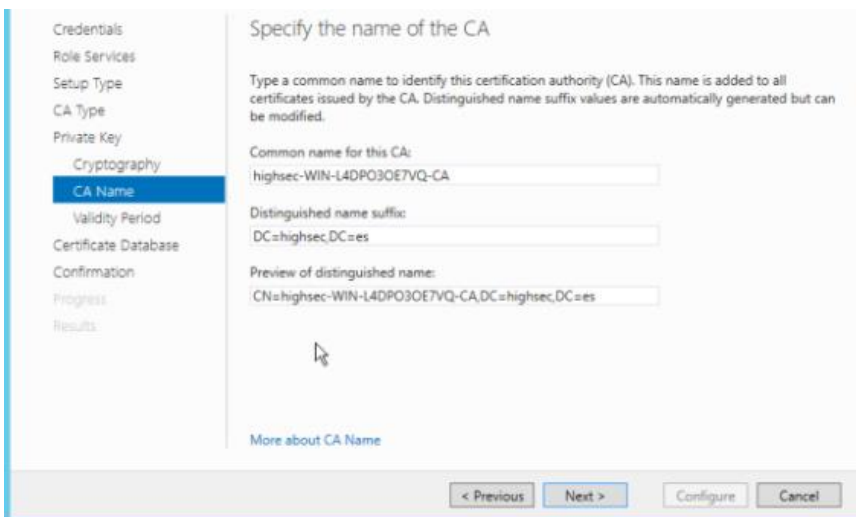 Credentials
Role Services
Setup Type
CA Type
Private Key
Cryptography
CA Name
Validity Period
Certificate Database
Confirmation
Progress
Results
Specify the name of the CA
Type a common name to identify this certification authority (CA). This name is added to all
certificates issued by the CA. Distinguished name suffix values are automatically generated but can
be modified.
Common name for this CA:
highsec-WIN-L4DPO3OE7VQ-CA
Distinguished name suffix:
DC=highsec,DC=es
Preview of distinguished name:
CN=highsec-WIN-L4DPO3OE7VQ-CA,DC=highsec,DC=es
More about CA Name
< Previous
Next >
Configure
Cancel